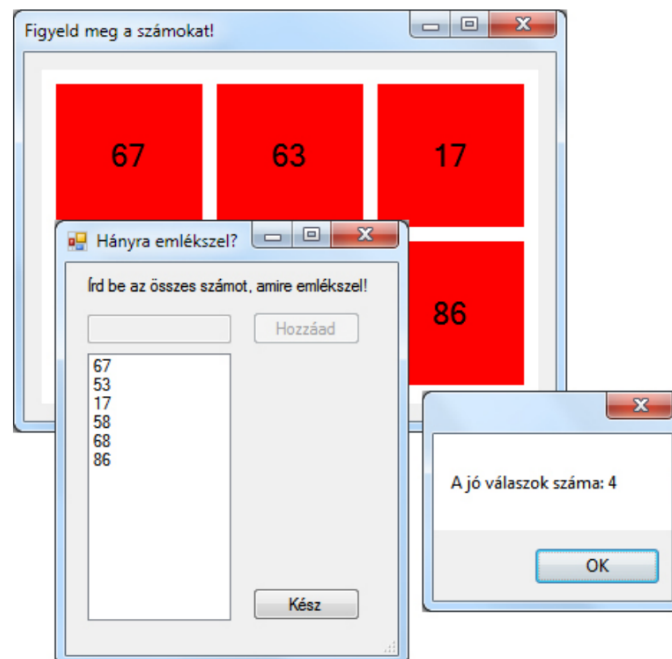 Figyeld meg a számokat!
67 63 17
86
Hányra emlékszel?
Írd be az összes számot, amire emlékszel!
Hozzáad
67
53
17
58
68
86
Kész
A jó válaszok száma: 4
OK